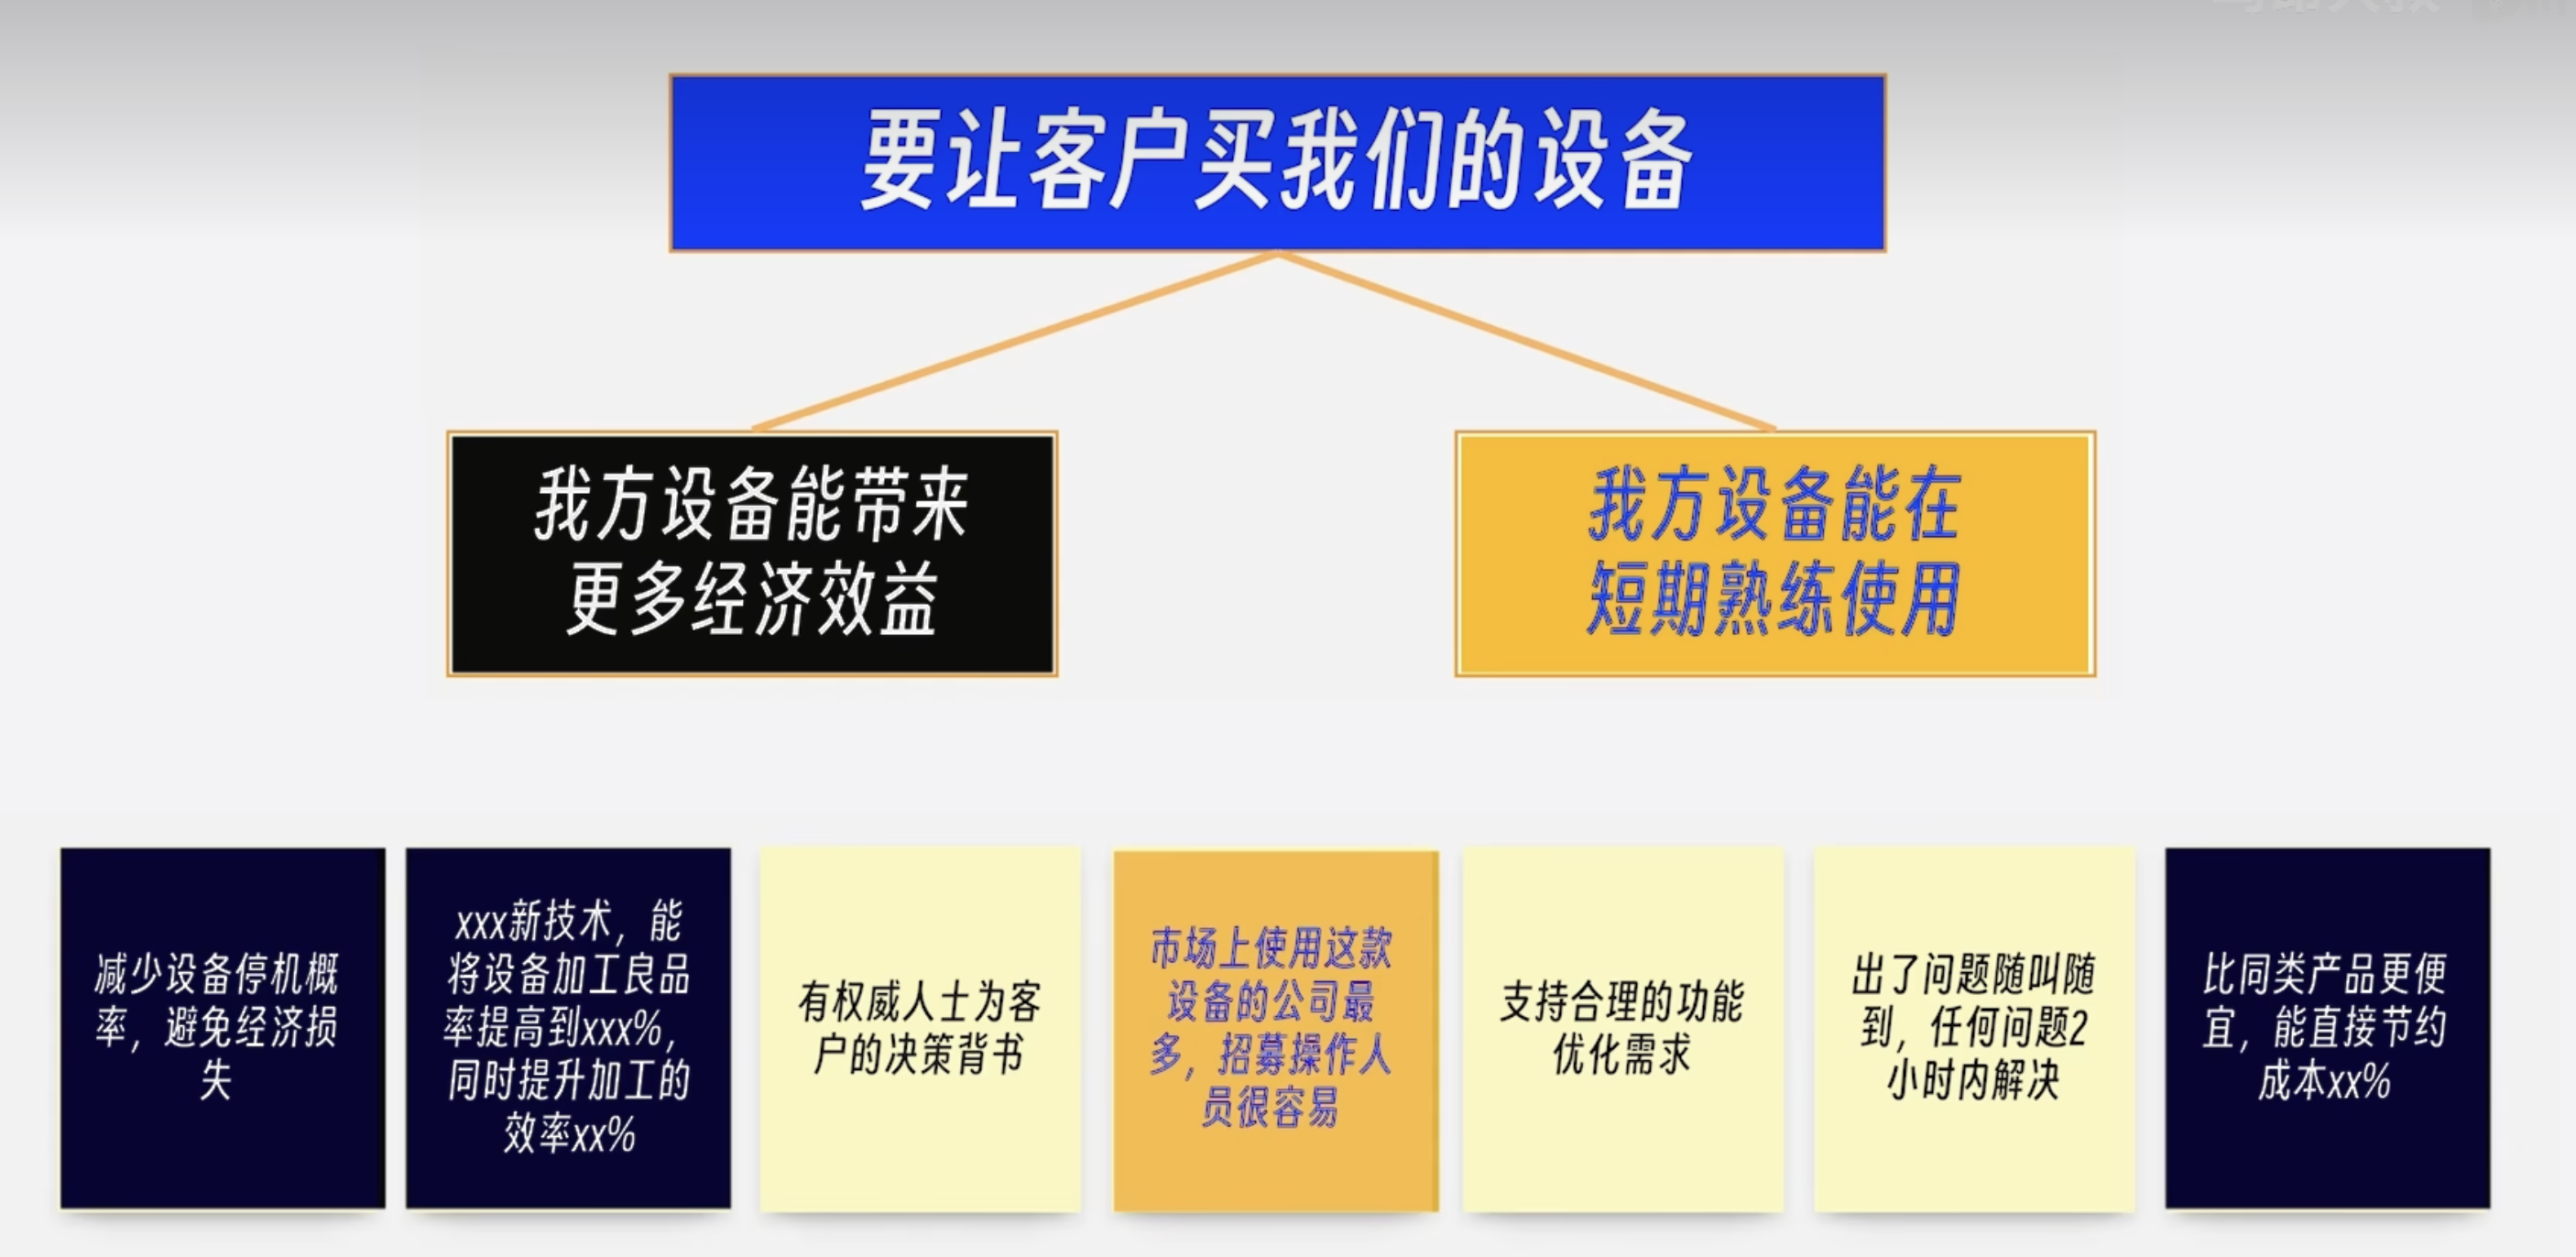 要让客户买我们的设备
我方设备能带来
更多经济效益
我方设备能在
短期熟练使用
减少设备停机概
率，避免经济损
失
xxx新技术，能
将设备加工良品
率提高到xxx%，
同时提升加工的
效率xx%
有权威人士为客
户的决策背书
市场上使用这款
设备的公司最
多，招募操作人
员很容易
支持合理的功能
优化需求
出了问题随叫随
到，任何问题2
小时内解决
比同类产品更便
宜，能直接节约
成本xx%